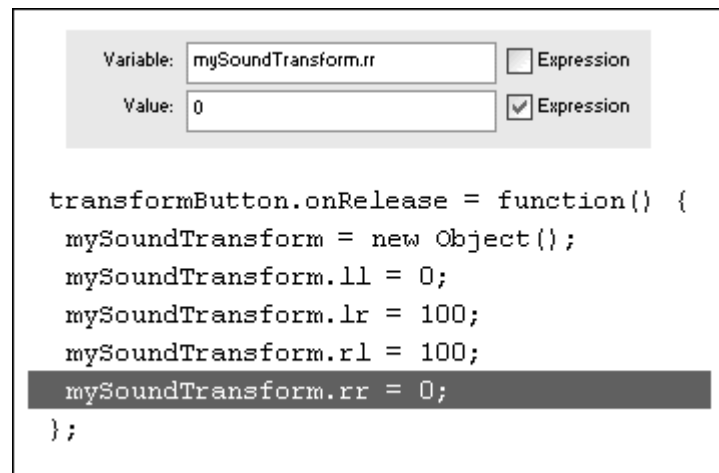 Variable: mySoundTransform.rr Expression
Value: 0 Expression
transformButton.onRelease = function() {
mySoundTransform = new Object();
mySoundTransform.ll = 0;
mySoundTransform.lr = 100;
mySoundTransform.rl = 100;
mySoundTransform.rr = 0;
};